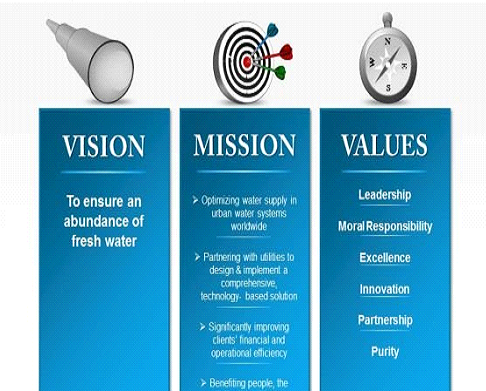 N
W
E
S
VISION
To ensure an
abundance of
fresh water
MISSION
➢ Optimizing water supply in
urban water systems
worldwide
➢ Partnering with utilities to
design & implement a
comprehensive,
technology- based solution
➢ Significantly improving
clients' financial and
operational efficiency
➢ Benefiting people, the
VALUES
Leadership
Moral Responsibility
Excellence
Innovation
Partnership
Purity